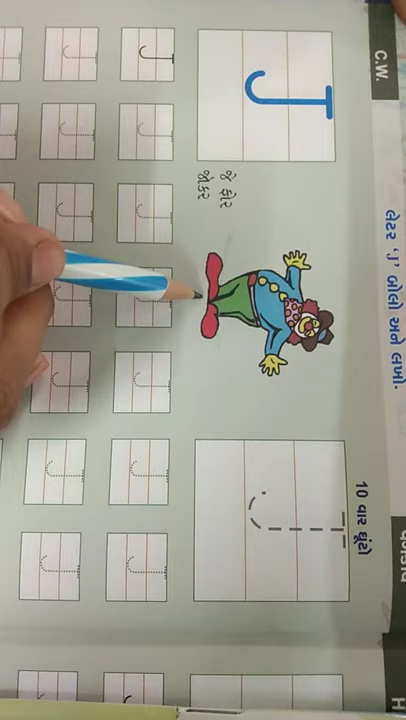 C.W.
લેટર 'J' બોલો અને લખો.
J
જે ફોર
જોકર
10 વાર ઘૂંટો
J
H